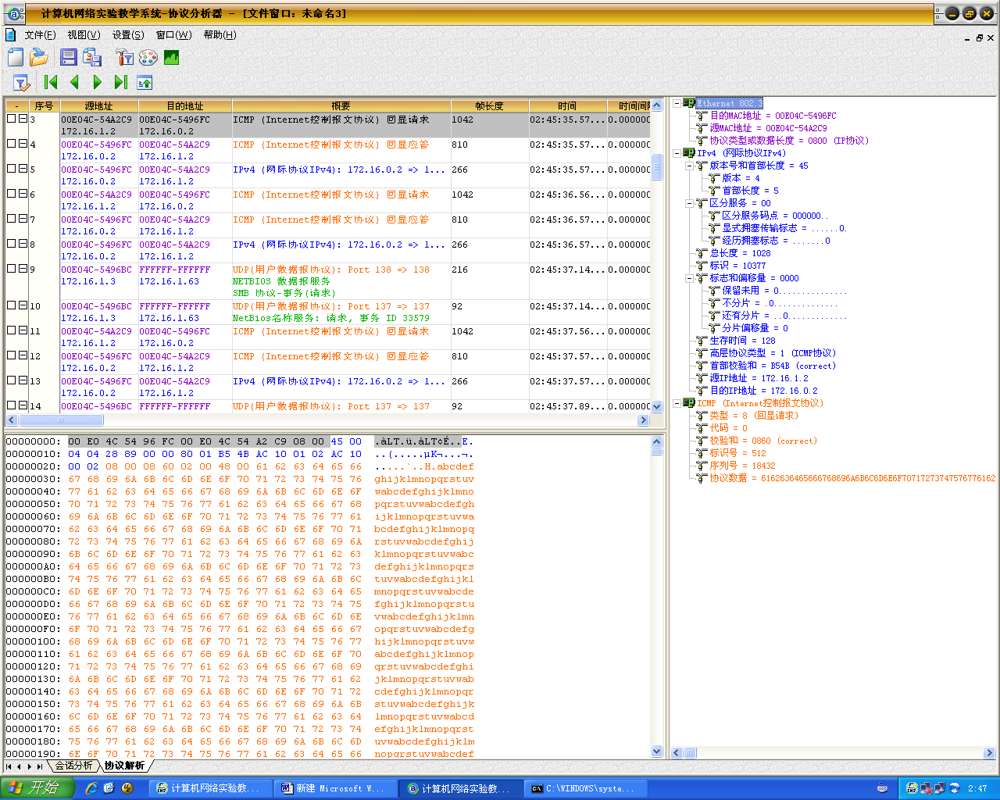 计算机网络实验教学系统-协议分析器 - [文件窗口: 未命名3]
文件(F) 视图(V) 设置(S) 窗口(W) 帮助(H)
- 序号 源地址 目的地址 概要 帧长度 时间 时间间
3 00E04C-54A2C9 00E04C-5496FC ICMP (Internet控制报文协议) 回显请求 1042 02:45:35.57... 0.000000
172.16.1.2 172.16.0.2
4 00E04C-5496FC 00E04C-54A2C9 ICMP (Internet控制报文协议) 回显应答 810 02:45:35.57... 0.000000
172.16.0.2 172.16.1.2
5 00E04C-5496FC 00E04C-54A2C9 IPv4 (网际协议IPv4): 172.16.0.2 => 1... 266 02:45:35.57... 0.000000
172.16.0.2 172.16.1.2
6 00E04C-54A2C9 00E04C-5496FC ICMP (Internet控制报文协议) 回显请求 1042 02:45:36.56... 0.000000
172.16.1.2 172.16.0.2
7 00E04C-5496FC 00E04C-54A2C9 ICMP (Internet控制报文协议) 回显应答 810 02:45:36.57... 0.000000
172.16.0.2 172.16.1.2
8 00E04C-5496FC 00E04C-54A2C9 IPv4 (网际协议IPv4): 172.16.0.2 => 1... 266 02:45:36.57... 0.000000
172.16.0.2 172.16.1.2
9 00E04C-5496BC FFFFFF-FFFFFF UDP(用户数据报协议): Port 138 => 138 216 02:45:37.14... 0.000000
172.16.1.3 172.16.1.63 NETBIOS 数据报服务
SMB 协议-事务(请求)
10 00E04C-5496BC FFFFFF-FFFFFF UDP(用户数据报协议): Port 137 => 137 92 02:45:37.14... 0.000000
172.16.1.3 172.16.1.63 NetBios名称服务: 请求, 事务 ID 33579
11 00E04C-54A2C9 00E04C-5496FC ICMP (Internet控制报文协议) 回显请求 1042 02:45:37.56... 0.000000
172.16.1.2 172.16.0.2
12 00E04C-5496FC 00E04C-54A2C9 ICMP (Internet控制报文协议) 回显应答 810 02:45:37.57... 0.000000
172.16.0.2 172.16.1.2
13 00E04C-5496FC 00E04C-54A2C9 IPv4 (网际协议IPv4): 172.16.0.2 => 1... 266 02:45:37.57... 0.000000
172.16.0.2 172.16.1.2
14 00E04C-5496BC FFFFFF-FFFFFF UDP(用户数据报协议): Port 137 => 137 92 02:45:37.89... 0.000000
Ethernet 802.3
目的MAC地址 = 00E04C-5496FC
源MAC地址 = 00E04C-54A2C9
协议类型或数据长度 = 0800 (IP协议)
IPv4 (网际协议IPv4)
版本号和首部长度 = 45
版本 = 4
首部长度 = 5
区分服务 = 00
区分服务码点 = 000000..
显式拥塞传输标志 = ......0.
经历拥塞标志 = .......0
总长度 = 1028
标识 = 10377
标志和偏移量 = 0000
保留未用 = 0...............
不分片 = .0..............
还有分片 = ..0.............
分片偏移量 = 0
生存时间 = 128
高层协议类型 = 1 (ICMP协议)
首部校验和 = B54B (correct)
源IP地址 = 172.16.1.2
目的IP地址 = 172.16.0.2
ICMP (Internet控制报文协议)
类型 = 8 (回显请求)
代码 = 0
校验和 = 0860 (correct)
标识号 = 512
序列号 = 18432
协议数据 = 6162636465666768696A6B6C6D6E6F7071727374757677616​2
00000000: 00 E0 4C 54 96 FC 00 E0 4C 54 A2 C9 08 00 45 00 .àLT.ü.àLT¢É..E.
00000010: 04 04 28 89 00 00 80 01 B5 4B AC 10 01 02 AC 10 ..(.....µK¬...¬.
00000020: 00 02 08 00 08 60 02 00 48 00 61 62 63 64 65 66 .....`..H.abcdef
00000030: 67 68 69 6A 6B 6C 6D 6E 6F 70 71 72 73 74 75 76 ghijklmnopqrstuv
00000040: 77 61 62 63 64 65 66 67 68 69 6A 6B 6C 6D 6E 6F wabcdefghijklmno
00000050: 70 71 72 73 74 75 76 77 61 62 63 64 65 66 67 68 pqrstuvwabcdefgh
00000060: 69 6A 6B 6C 6D 6E 6F 70 71 72 73 74 75 76 77 61 ijklmnopqrstuvwa
00000070: 62 63 64 65 66 67 68 69 6A 6B 6C 6D 6E 6F 70 71 bcdefghijklmnopq
00000080: 72 73 74 75 76 77 61 62 63 64 65 66 67 68 69 6A rstuvwabcdefghij
00000090: 6B 6C 6D 6E 6F 70 71 72 73 74 75 76 77 61 62 63 klmnopqrstuvwabc
000000A0: 64 65 66 67 68 69 6A 6B 6C 6D 6E 6F 70 71 72 73 defghijklmnopqrs
000000B0: 74 75 76 77 61 62 63 64 65 66 67 68 69 6A 6B 6C tuvwabcdefghijkl
000000C0: 6D 6E 6F 70 71 72 73 74 75 76 77 61 62 63 64 65 mnopqrstuvwabcde
000000D0: 66 67 68 69 6A 6B 6C 6D 6E 6F 70 71 72 73 74 75 fghijklmnopqrstu
000000E0: 76 77 61 62 63 64 65 66 67 68 69 6A 6B 6C 6D 6E vwabcdefghijklmn
000000F0: 6F 70 71 72 73 74 75 76 77 61 62 63 64 65 66 67 opqrstuvwabcdefg
00000100: 68 69 6A 6B 6C 6D 6E 6F 70 71 72 73 74 75 76 77 hijklmnopqrstuvw
00000110: 61 62 63 64 65 66 67 68 69 6A 6B 6C 6D 6E 6F 70 abcdefghijklmnop
00000120: 71 72 73 74 75 76 77 61 62 63 64 65 66 67 68 69 qrstuvwabcdefghi
00000130: 6A 6B 6C 6D 6E 6F 70 71 72 73 74 75 76 77 61 62 jklmnopqrstuvwab
00000140: 63 64 65 66 67 68 69 6A 6B 6C 6D 6E 6F 70 71 72 cdefghijklmnopqr
00000150: 73 74 75 76 77 61 62 63 64 65 66 67 68 69 6A 6B stuvwabcdefghijk
00000160: 6C 6D 6E 6F 70 71 72 73 74 75 76 77 61 62 63 64 lmnopqrstuvwabcd
00000170: 65 66 67 68 69 6A 6B 6C 6D 6E 6F 70 71 72 73 74 efghijklmnopqrst
00000180: 75 76 77 61 62 63 64 65 66 67 68 69 6A 6B 6C 6D uvwabcdefghijklm
00000190: 6E 6F 70 71 72 73 74 75 76 77 61 62 63 64 65 66 nopqrstuvwabcdef
会话分析 协议解析
开始 计算机网络实验教... 新建 Microsoft W... 计算机网络实验教... C:\WINDOWS\syste... 2:47